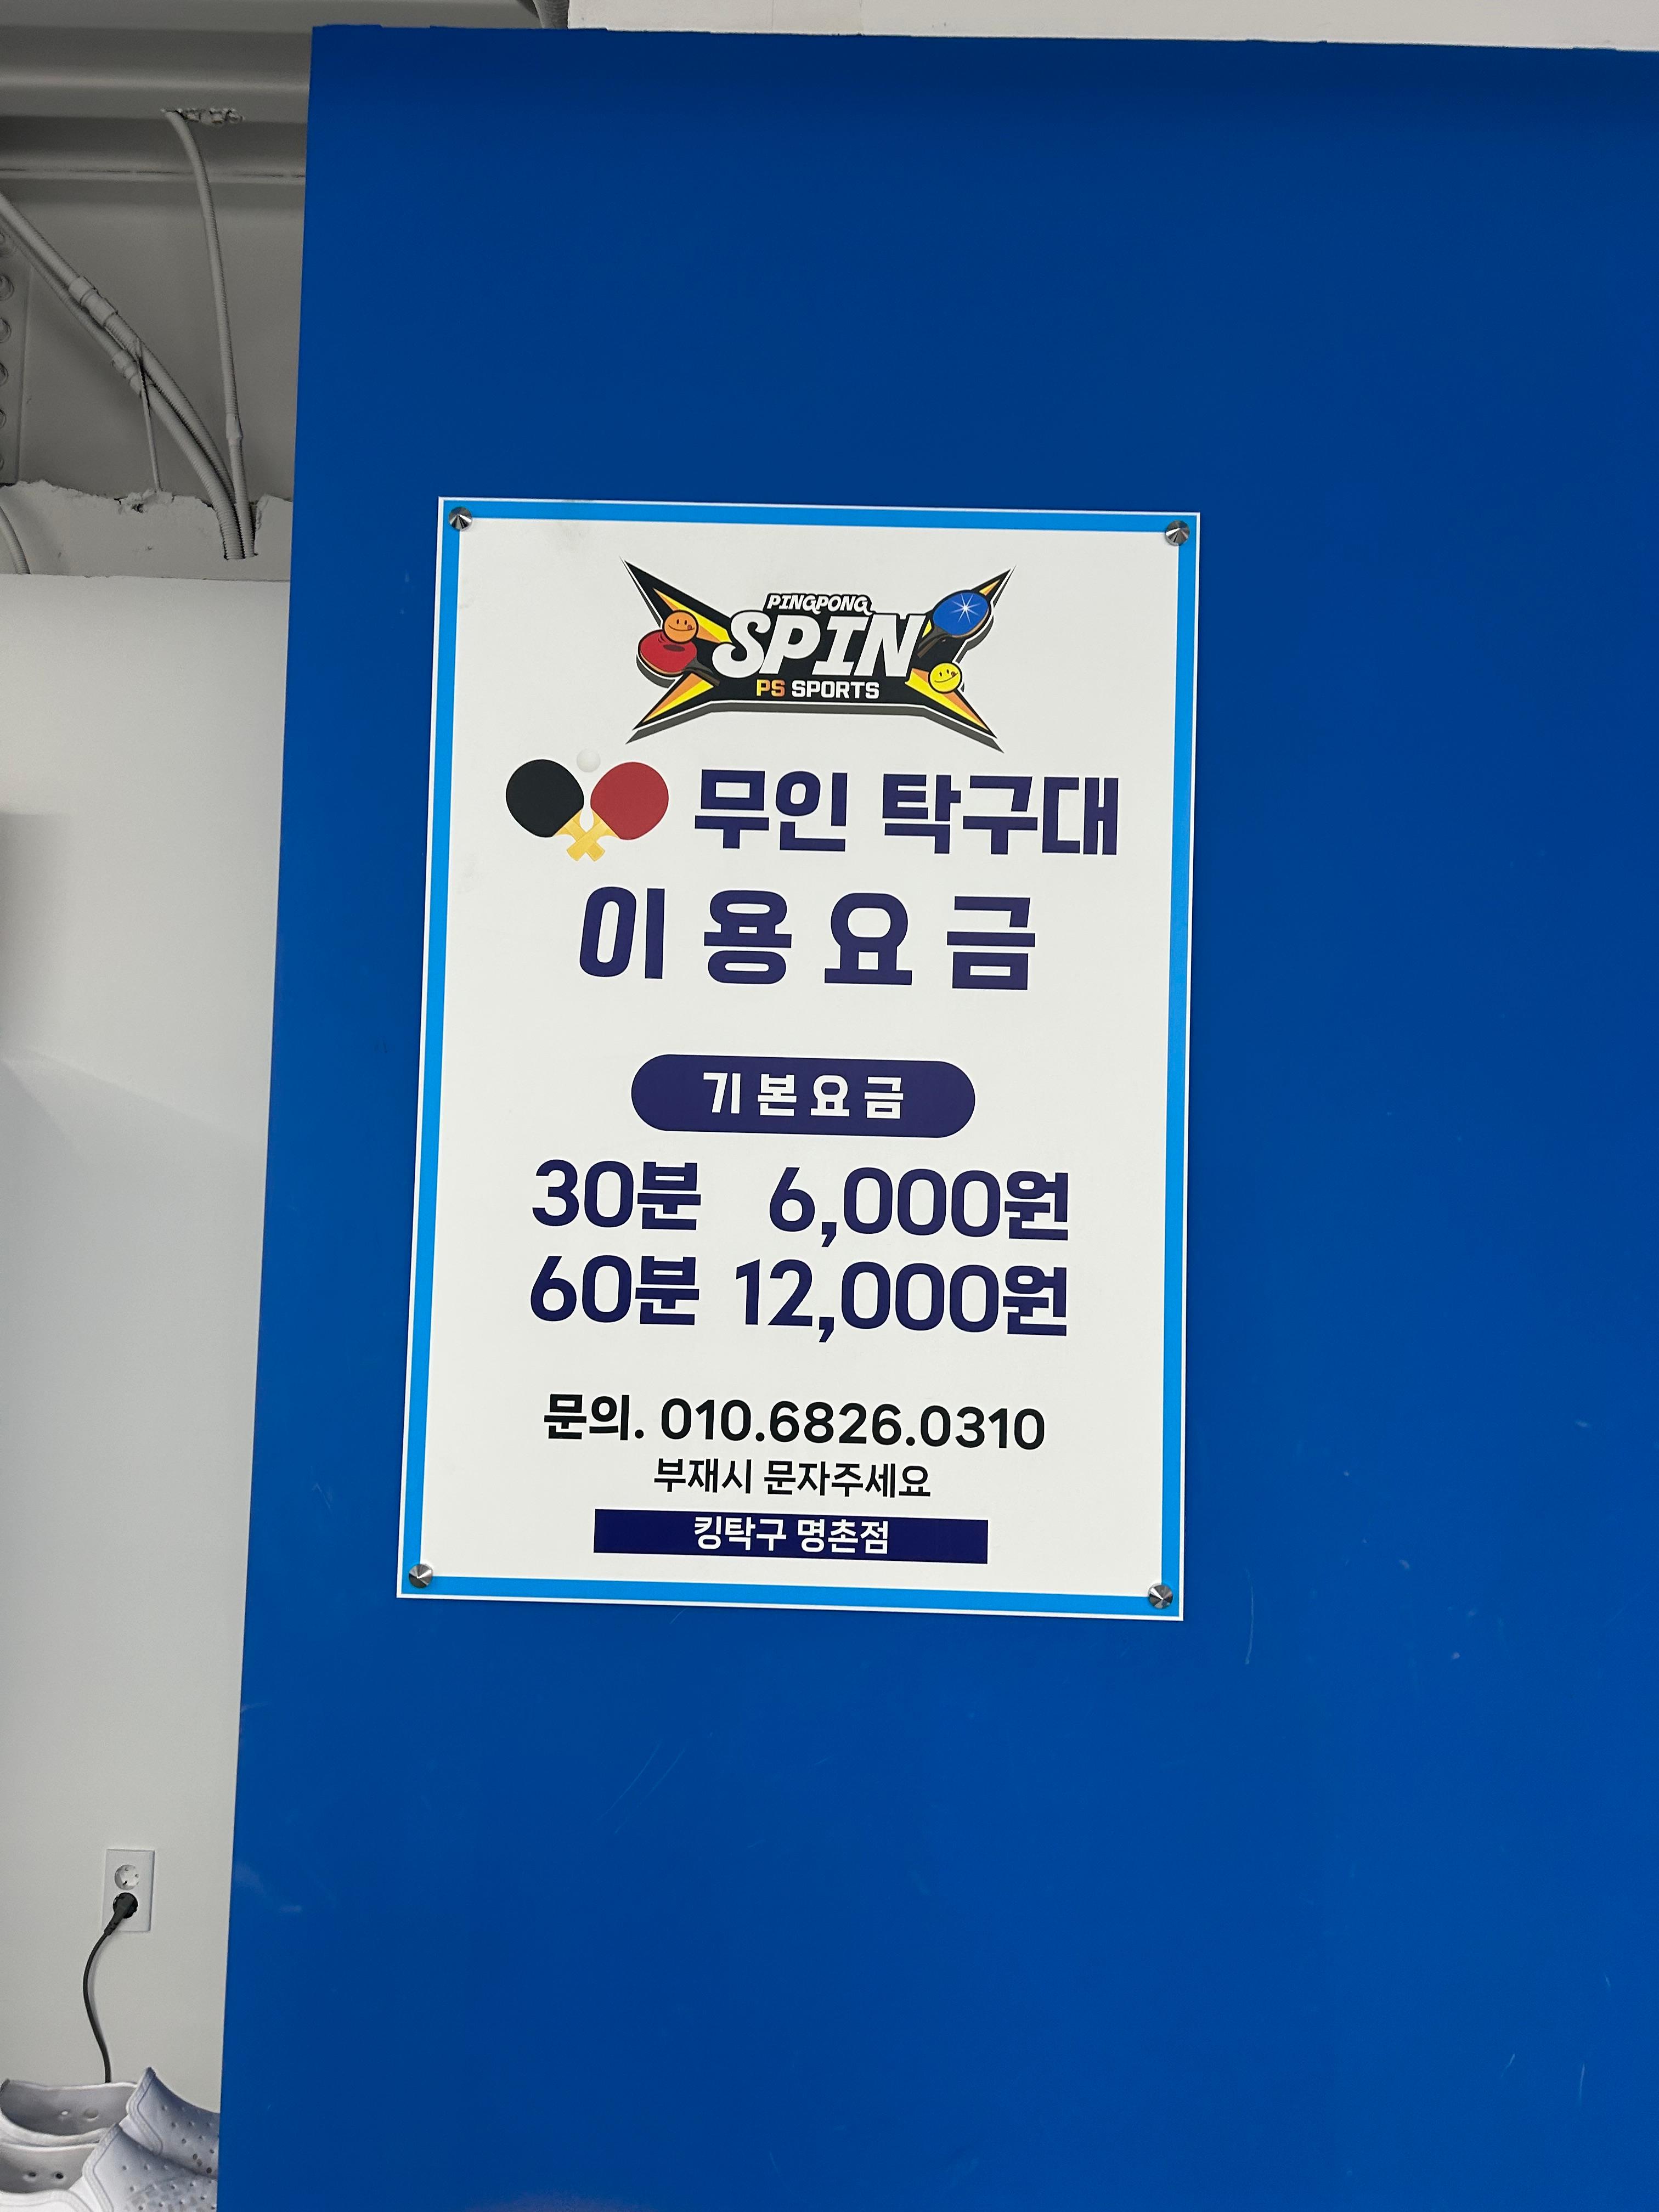 PINGPONG
SPIN
PS SPORTS
무인 탁구대
이용요금
기본요금
30분 6,000원
60분 12,000원
문의. 010.6826.0310
부재시 문자주세요
킹탁구 명촌점